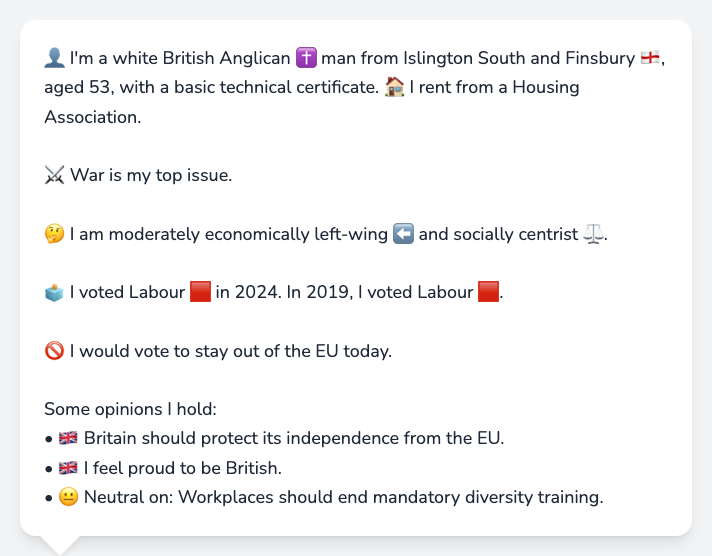 👤 I'm a white British Anglican ✝️ man from Islington South and Finsbury 🏴󠁧󠁢󠁥󠁮󠁧󠁿,
aged 53, with a basic technical certificate. 🏠 I rent from a Housing
Association.
⚔️ War is my top issue.
🤔 I am moderately economically left-wing ⬅️ and socially centrist ⚖️.
🗳️ I voted Labour 🟥 in 2024. In 2019, I voted Labour 🟥.
🚫 I would vote to stay out of the EU today.
Some opinions I hold:
• 🇬🇧 Britain should protect its independence from the EU.
• 🇬🇧 I feel proud to be British.
• 😐 Neutral on: Workplaces should end mandatory diversity training.